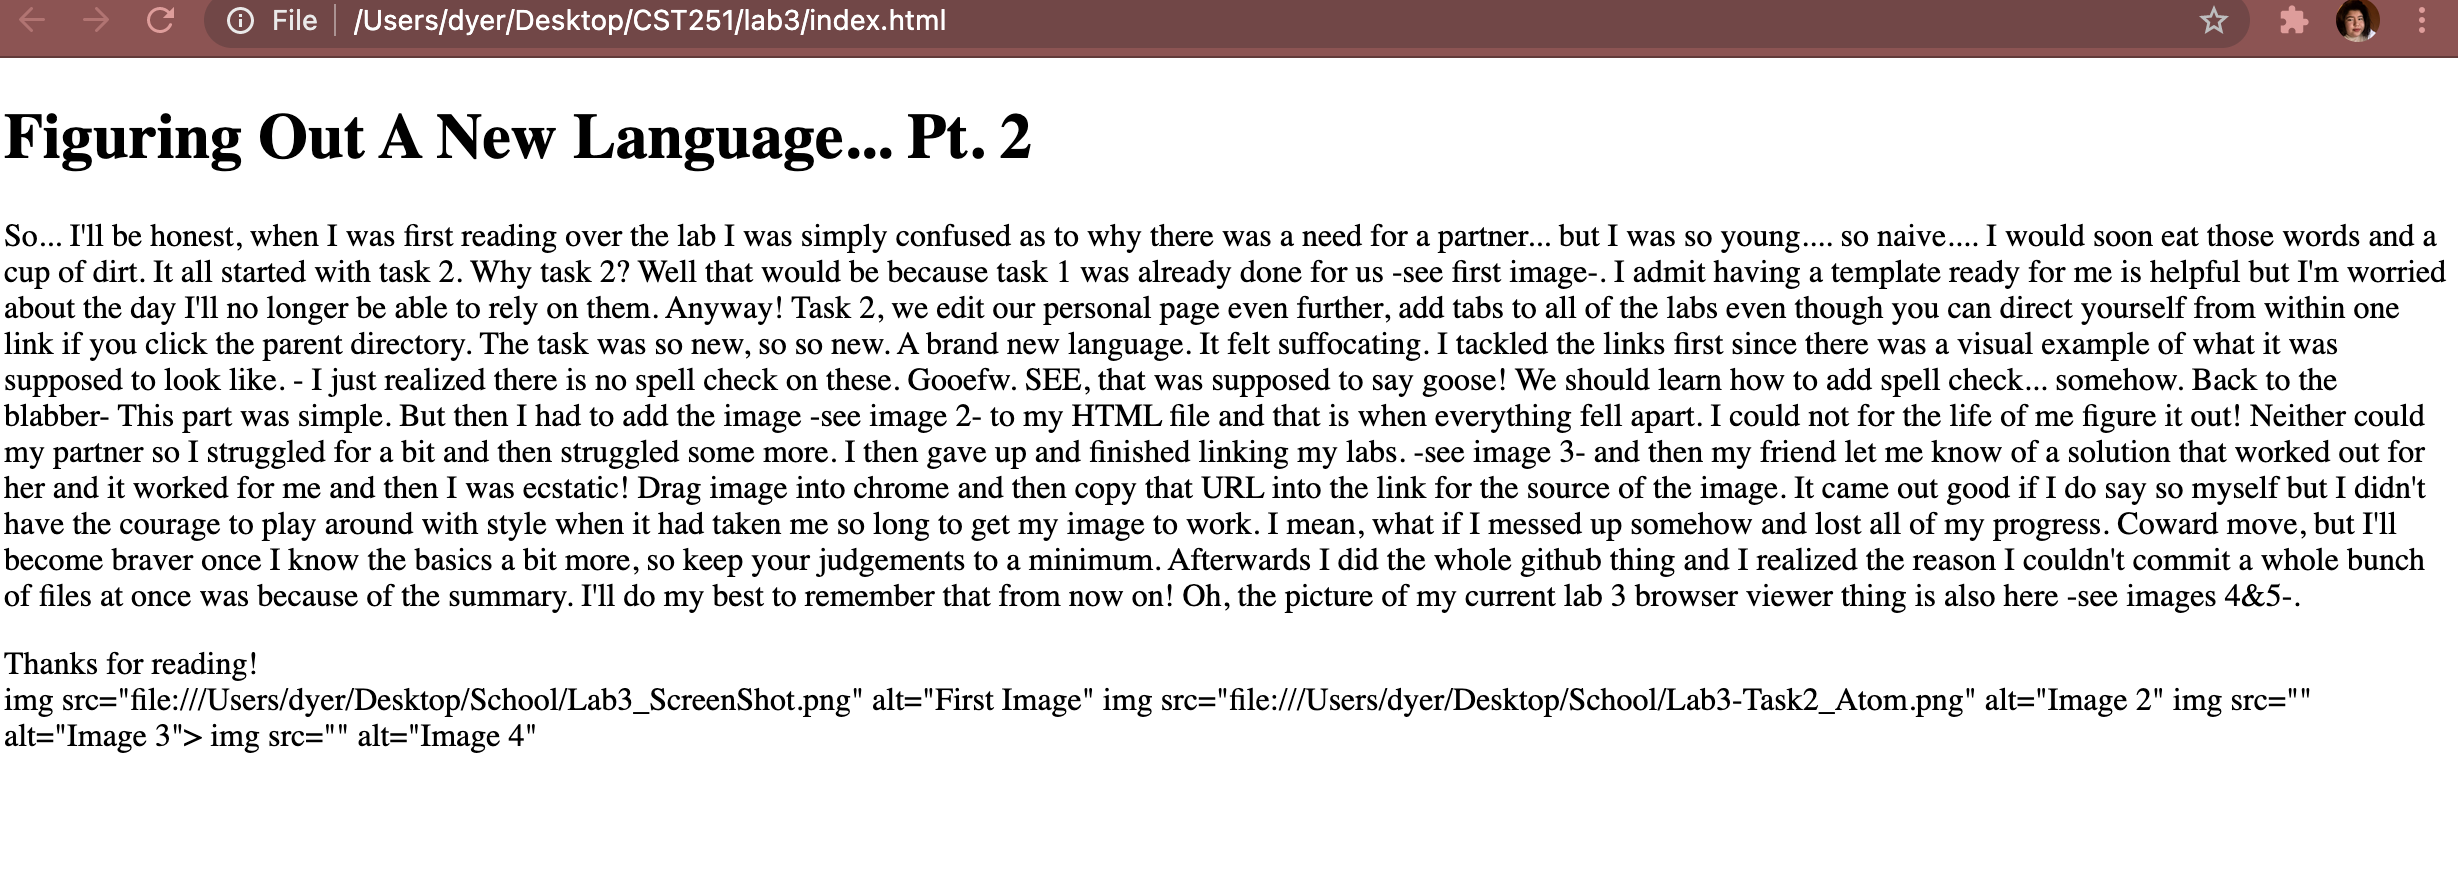 File /Users/dyer/Desktop/CST251/lab3/index.html
Figuring Out A New Language... Pt. 2
So... I'll be honest, when I was first reading over the lab I was simply confused as to why there was a need for a partner... but I was so young.... so naive.... I would soon eat those words and a
cup of dirt. It all started with task 2. Why task 2? Well that would be because task 1 was already done for us -see first image-. I admit having a template ready for me is helpful but I'm worried
about the day I'll no longer be able to rely on them. Anyway! Task 2, we edit our personal page even further, add tabs to all of the labs even though you can direct yourself from within one
link if you click the parent directory. The task was so new, so so new. A brand new language. It felt suffocating. I tackled the links first since there was a visual example of what it was
supposed to look like. - I just realized there is no spell check on these. Gooefw. SEE, that was supposed to say goose! We should learn how to add spell check... somehow. Back to the
blabber- This part was simple. But then I had to add the image -see image 2- to my HTML file and that is when everything fell apart. I could not for the life of me figure it out! Neither could
my partner so I struggled for a bit and then struggled some more. I then gave up and finished linking my labs. -see image 3- and then my friend let me know of a solution that worked out for
her and it worked for me and then I was ecstatic! Drag image into chrome and then copy that URL into the link for the source of the image. It came out good if I do say so myself but I didn't
have the courage to play around with style when it had taken me so long to get my image to work. I mean, what if I messed up somehow and lost all of my progress. Coward move, but I'll
become braver once I know the basics a bit more, so keep your judgements to a minimum. Afterwards I did the whole github thing and I realized the reason I couldn't commit a whole bunch
of files at once was because of the summary. I'll do my best to remember that from now on! Oh, the picture of my current lab 3 browser viewer thing is also here -see images 4&5-.
Thanks for reading!
img src="file:///Users/dyer/Desktop/School/Lab3_ScreenShot.png" alt="First Image" img src="file:///Users/dyer/Desktop/School/Lab3-Task2_Atom.png" alt="Image 2" img src=""
alt="Image 3"> img src="" alt="Image 4"